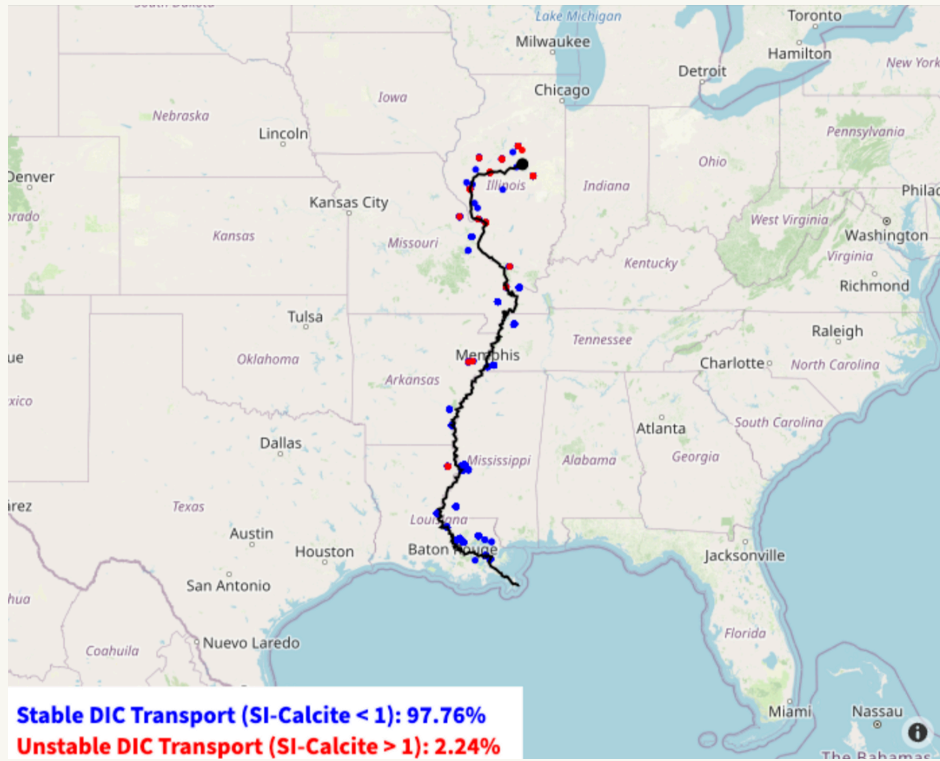 South Dakota
Lake Michigan
Toronto
Milwaukee
Hamilton
New York
Detroit
Chicago
Iowa
Nebraska
Lincoln
Pennsylvania
Ohio
Denver
Illinois
Indiana
Philad
Kansas City
orado
West Virginia
Washington
Kansas
Missouri
Virginia
Kentucky
Richmond
Tulsa
Raleigh
ue
Tennessee
Memphis
Oklahoma
Charlotte
North Carolina
Arkansas
xico
South Carolina
Atlanta
Dallas
Mississippi
Alabama
Georgia
árez
Texas
Louisiana
Austin
Baton Rouge
Houston
Jacksonville
San Antonio
hua
Florida
Nuevo Laredo
Coahuila
Stable DIC Transport (SI-Calcite < 1): 97.76%
Miami
Nassau
Unstable DIC Transport (SI-Calcite > 1): 2.24%
The Bahamas